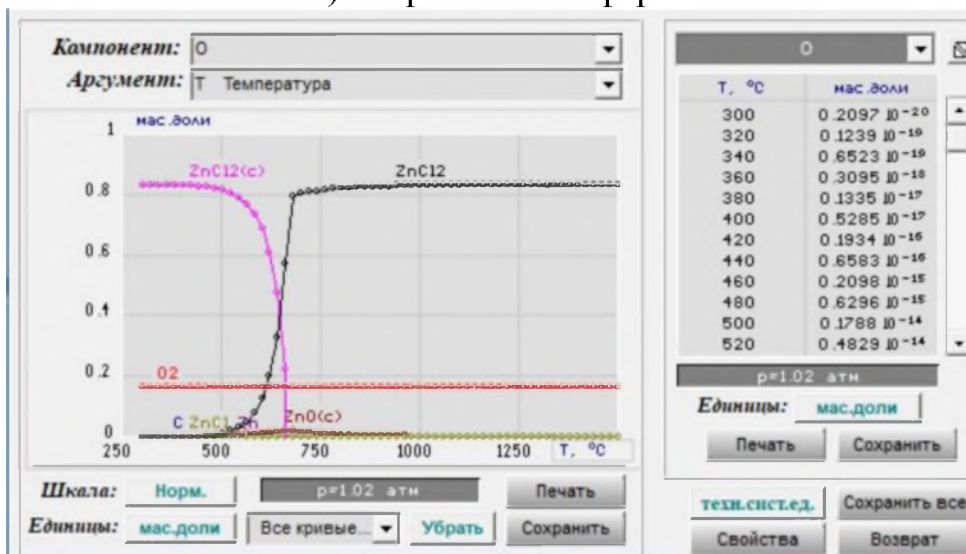 Компонент: O
Аргумент: T Температура
мас.доли
1
0.8
0.6
0.4
0.2
0
ZnCl2(c)
ZnCl2
O2
C ZnCl Zn
ZnO(c)
250 500 750 1000 1250 T, °C
Шкала: Норм. p=1.02 атм Печать
Единицы: мас.доли Все кривые... Убрать Сохранить
O
T, °C мас.доли
300 0.2097 10-20
320 0.1239 10-19
340 0.6523 10-19
360 0.3095 10-18
380 0.1335 10-17
400 0.5285 10-17
420 0.1934 10-16
440 0.6583 10-16
460 0.2098 10-15
480 0.6296 10-15
500 0.1788 10-14
520 0.4829 10-14
p=1.02 атм
Единицы: мас.доли
Печать Сохранить
техн.сист.ед. Сохранить все
Свойства Возврат